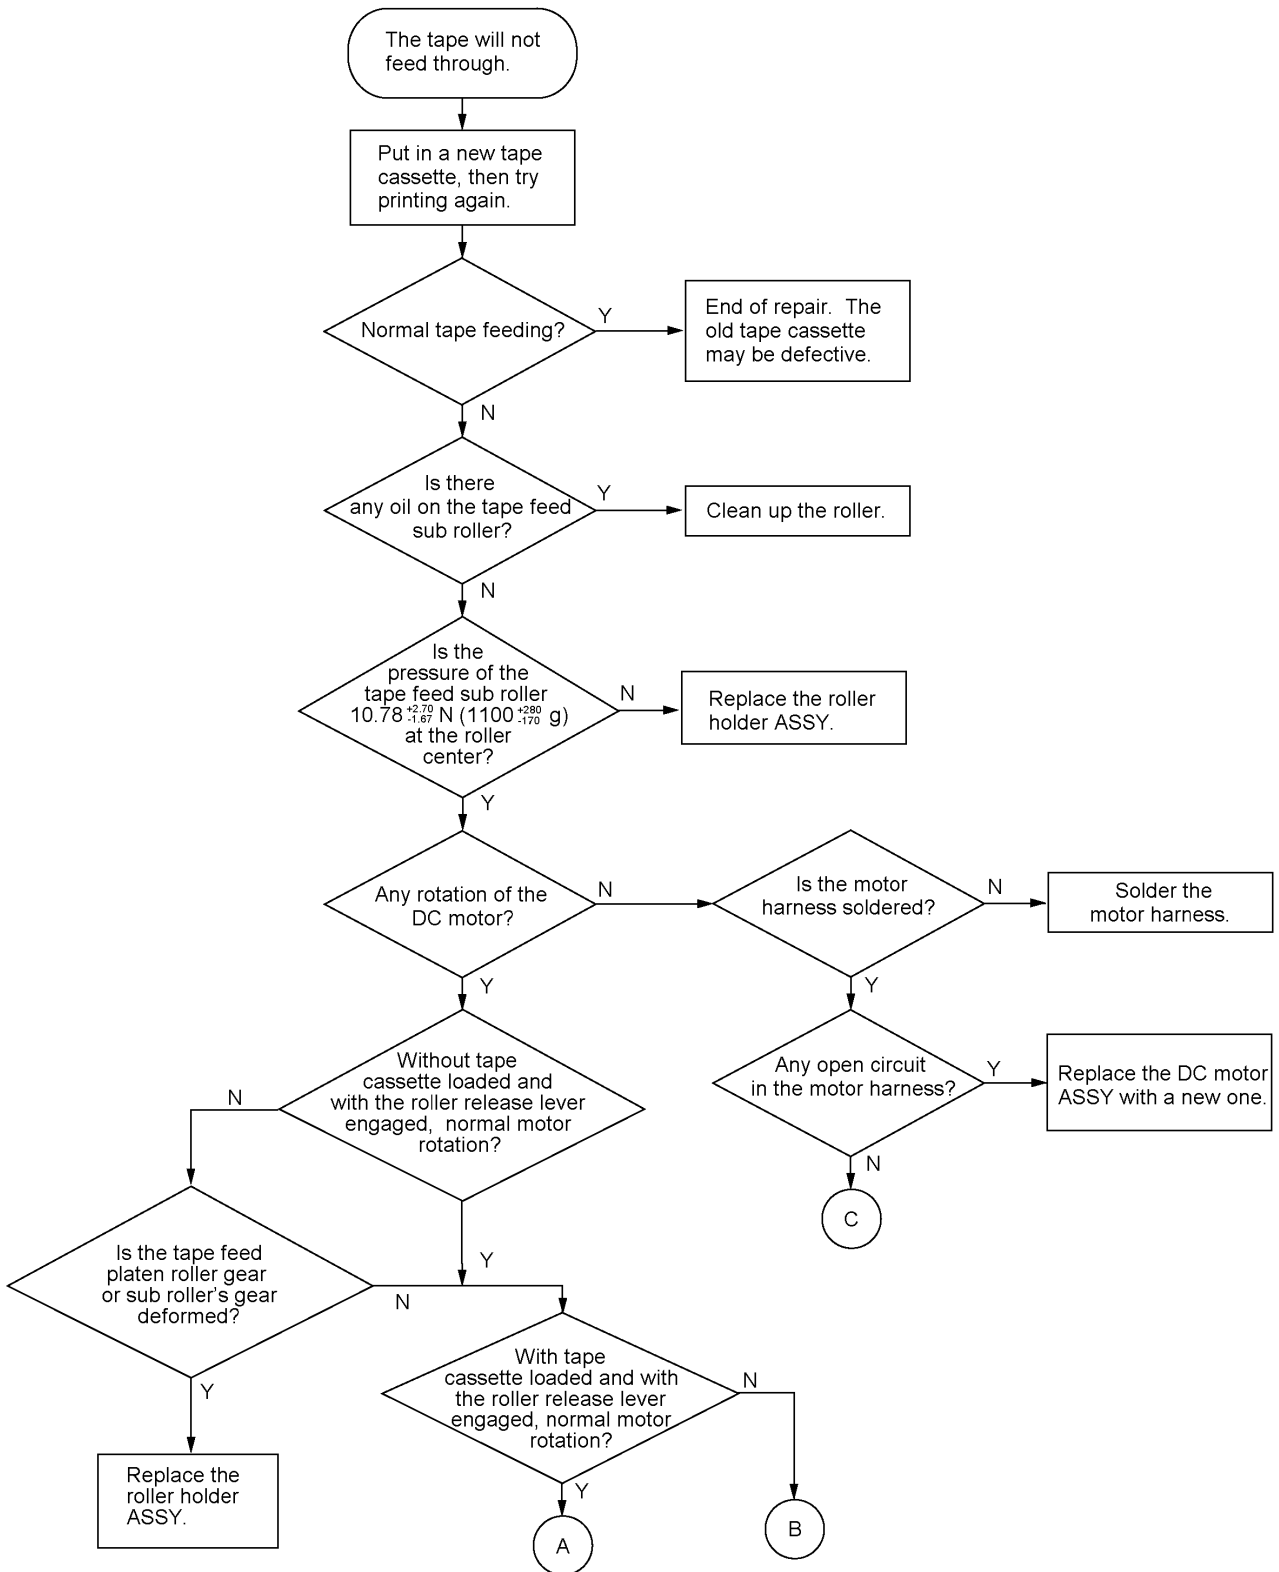 The tape will not
feed through.
Put in a new tape
cassette, then try
printing again.
Normal tape feeding?
Y
End of repair.  The
old tape cassette
may be defective.
N
Is there
any oil on the tape feed
sub roller?
Y
Clean up the roller.
N
Is the
pressure of the
tape feed sub roller
10.78 +2.70 -1.67 N (1100 +280 -170 g)
at the roller
center?
N
Replace the roller
holder ASSY.
Y
Any rotation of the
DC motor?
N
Is the motor
harness soldered?
N
Solder the
motor harness.
Y
Y
Without tape
cassette loaded and
with the roller release lever
engaged,  normal motor
rotation?
N
Any open circuit
in the motor harness?
Y
Replace the DC motor
ASSY with a new one.
N
C
Y
Is the tape feed
platen roller gear
or sub roller's gear
deformed?
N
Y
Replace the
roller holder
ASSY.
With tape
cassette loaded and with
the roller release lever
engaged, normal motor
rotation?
N
Y
A
B